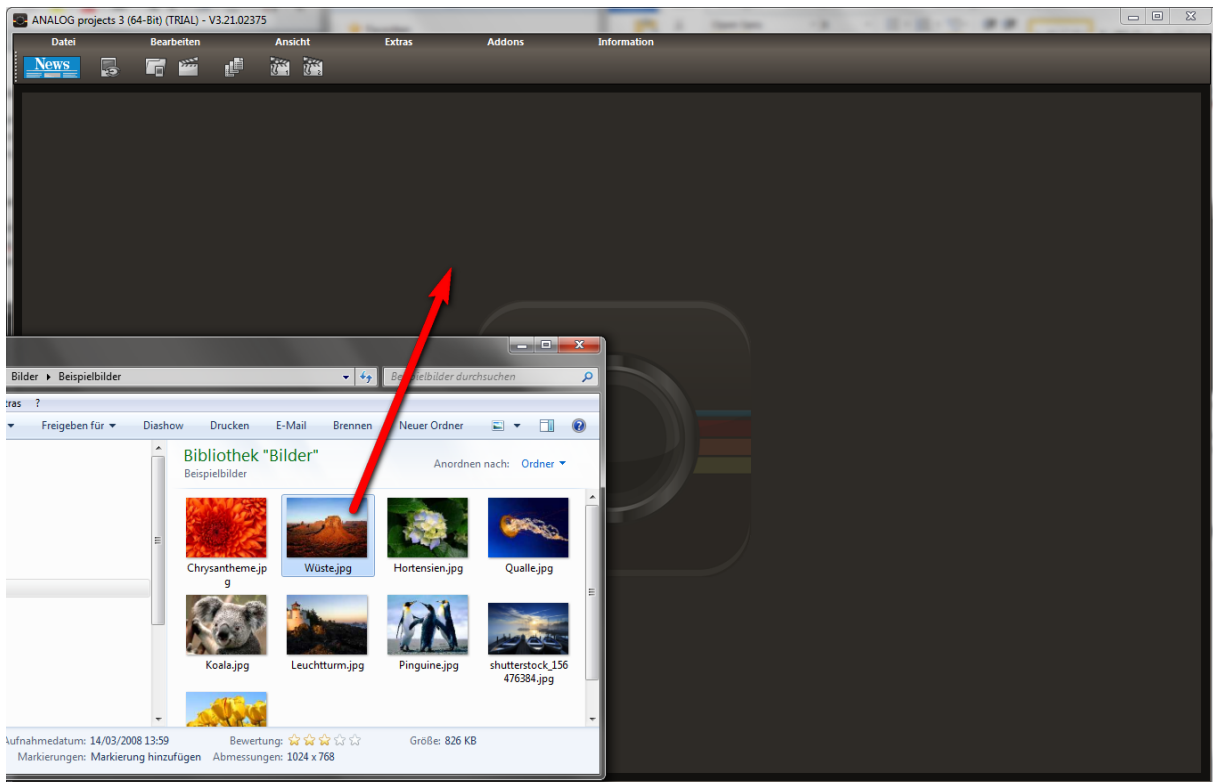 ANALOG projects 3 (64-Bit) (TRIAL) - V3.21.02375
Datei Bearbeiten Ansicht Extras Addons Information
News
Bilder ▸ Beispielbilder
Beispielbilder durchsuchen
?
Freigeben für Diashow Drucken E-Mail Brennen Neuer Ordner
Bibliothek "Bilder"
Beispielbilder
Anordnen nach: Ordner
Chrysantheme.jp
g
Wüste.jpg
Hortensien.jpg
Qualle.jpg
Koala.jpg
Leuchtturm.jpg
Pinguine.jpg
shutterstock_156
476384.jpg
Aufnahmedatum: 14/03/2008 13:59 Bewertung: Größe: 826 KB
Markierungen: Markierung hinzufügen Abmessungen: 1024 x 768